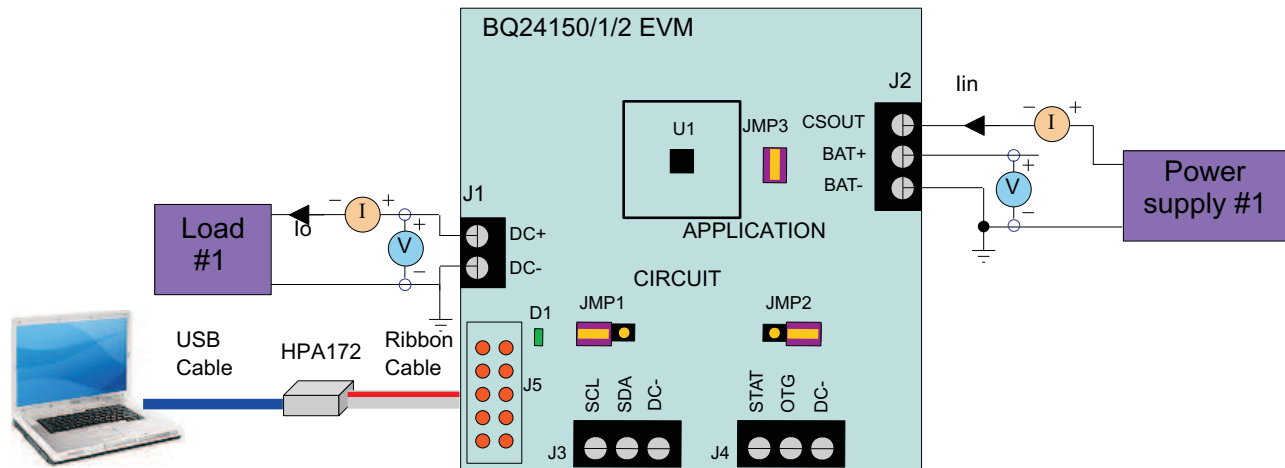 BQ24150/1/2 EVM
J2
Iin
I
CSOUT
BAT+
BAT-
U1
JMP3
V
Power
supply #1
J1
I
Io
Load
#1
V
DC+
DC-
APPLICATION
CIRCUIT
D1
JMP1
JMP2
USB
Cable
HPA172
Ribbon
Cable
J5
SCL
SDA
DC-
STAT
OTG
DC-
J3
J4